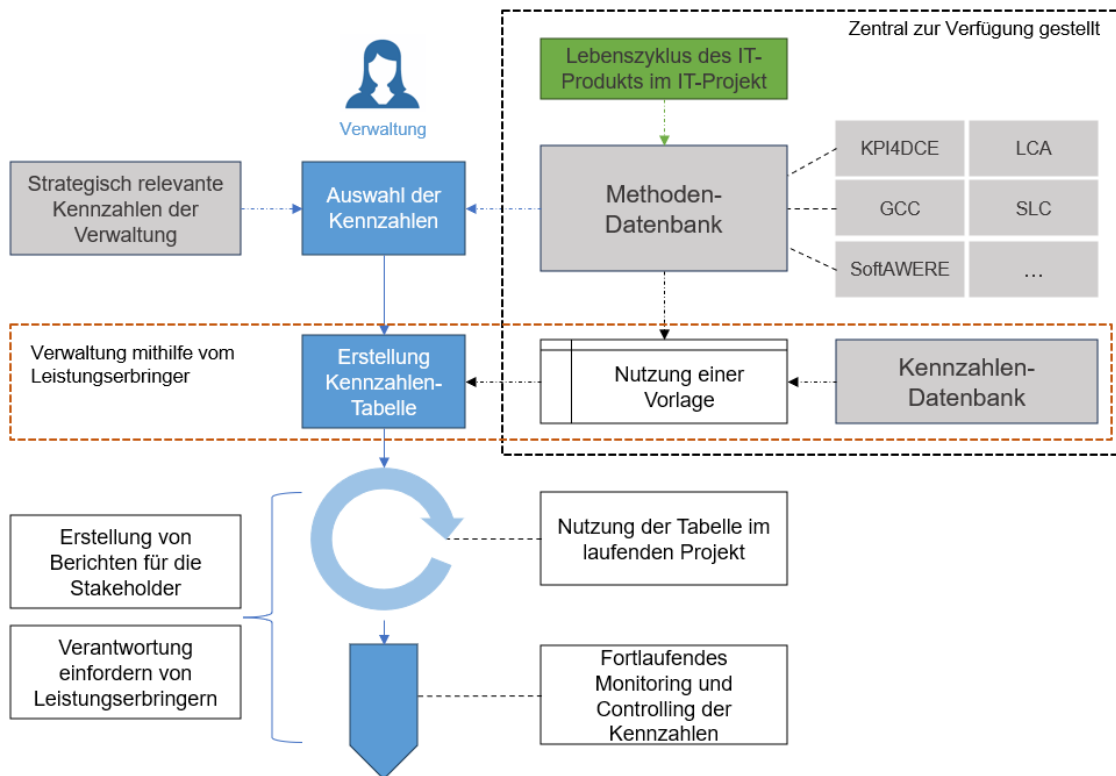 Zentral zur Verfügung gestellt
Lebenszyklus des IT-
Produkts im IT-Projekt
Verwaltung
Strategisch relevante
Kennzahlen der
Verwaltung
Auswahl der
Kennzahlen
Methoden-
Datenbank
KPI4DCE
LCA
GCC
SLC
SoftAWERE
...
Verwaltung mithilfe vom
Leistungserbringer
Erstellung
Kennzahlen-
Tabelle
Nutzung einer
Vorlage
Kennzahlen-
Datenbank
Erstellung von
Berichten für die
Stakeholder
Nutzung der Tabelle im
laufenden Projekt
Verantwortung
einfordern von
Leistungserbringern
Fortlaufendes
Monitoring und
Controlling der
Kennzahlen